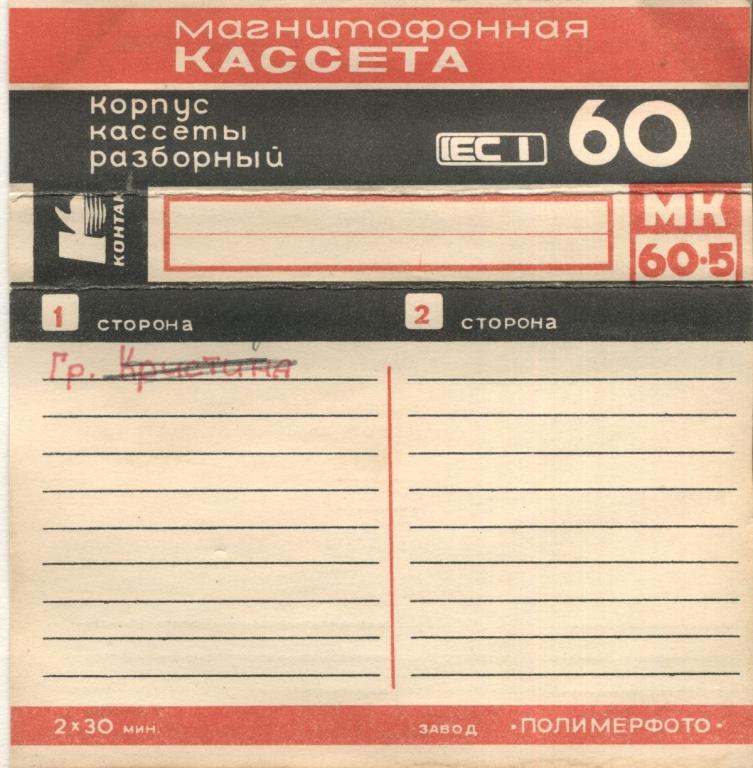 магнитофонная
КАССЕТА
корпус
кассеты
разборный
IEC I 60
КОНТАК
МК
60·5
1 сторона
2 сторона
Гр. Кристина
2×30 мин.
завод •ПОЛИМЕРФОТО•